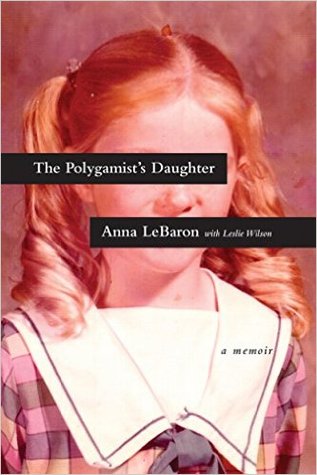 The Polygamist's Daughter
Anna LeBaron with Leslie Wilson
a memoir